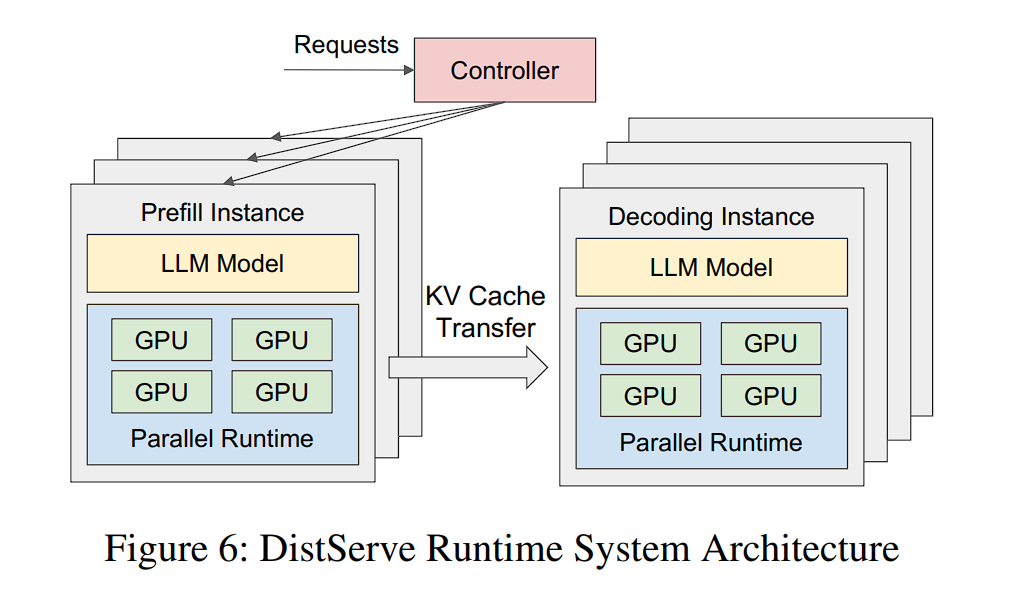 Requests
Controller
Prefill Instance
LLM Model
GPU GPU
GPU GPU
Parallel Runtime
KV Cache
Transfer
Decoding Instance
LLM Model
GPU GPU
GPU GPU
Parallel Runtime
Figure 6: DistServe Runtime System Architecture